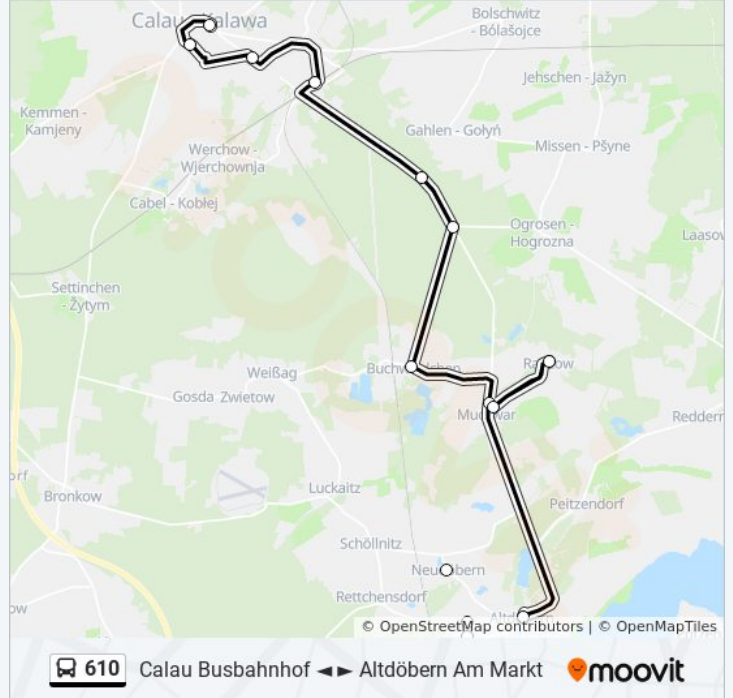 Calau Kalawa
Bolschwitz
- Bólašojce
Jehschen - Jažyn
Kemmen -
Kamjeny
Gahlen - Gołyń
Missen - Pšyne
Werchow -
Wjerchownja
Cabel - Kobłej
Ogrosen -
Hogrozna
Laasow
Settinchen
- Žytym
Weißag
Gosda Zwietow
Reddern
Bronkow
Luckaitz
Peitzendorf
Schöllnitz
Rettchensdorf
© OpenStreetMap contributors | © OpenMapTiles
610 Calau Busbahnhof ◄ ► Altdöbern Am Markt
moovit